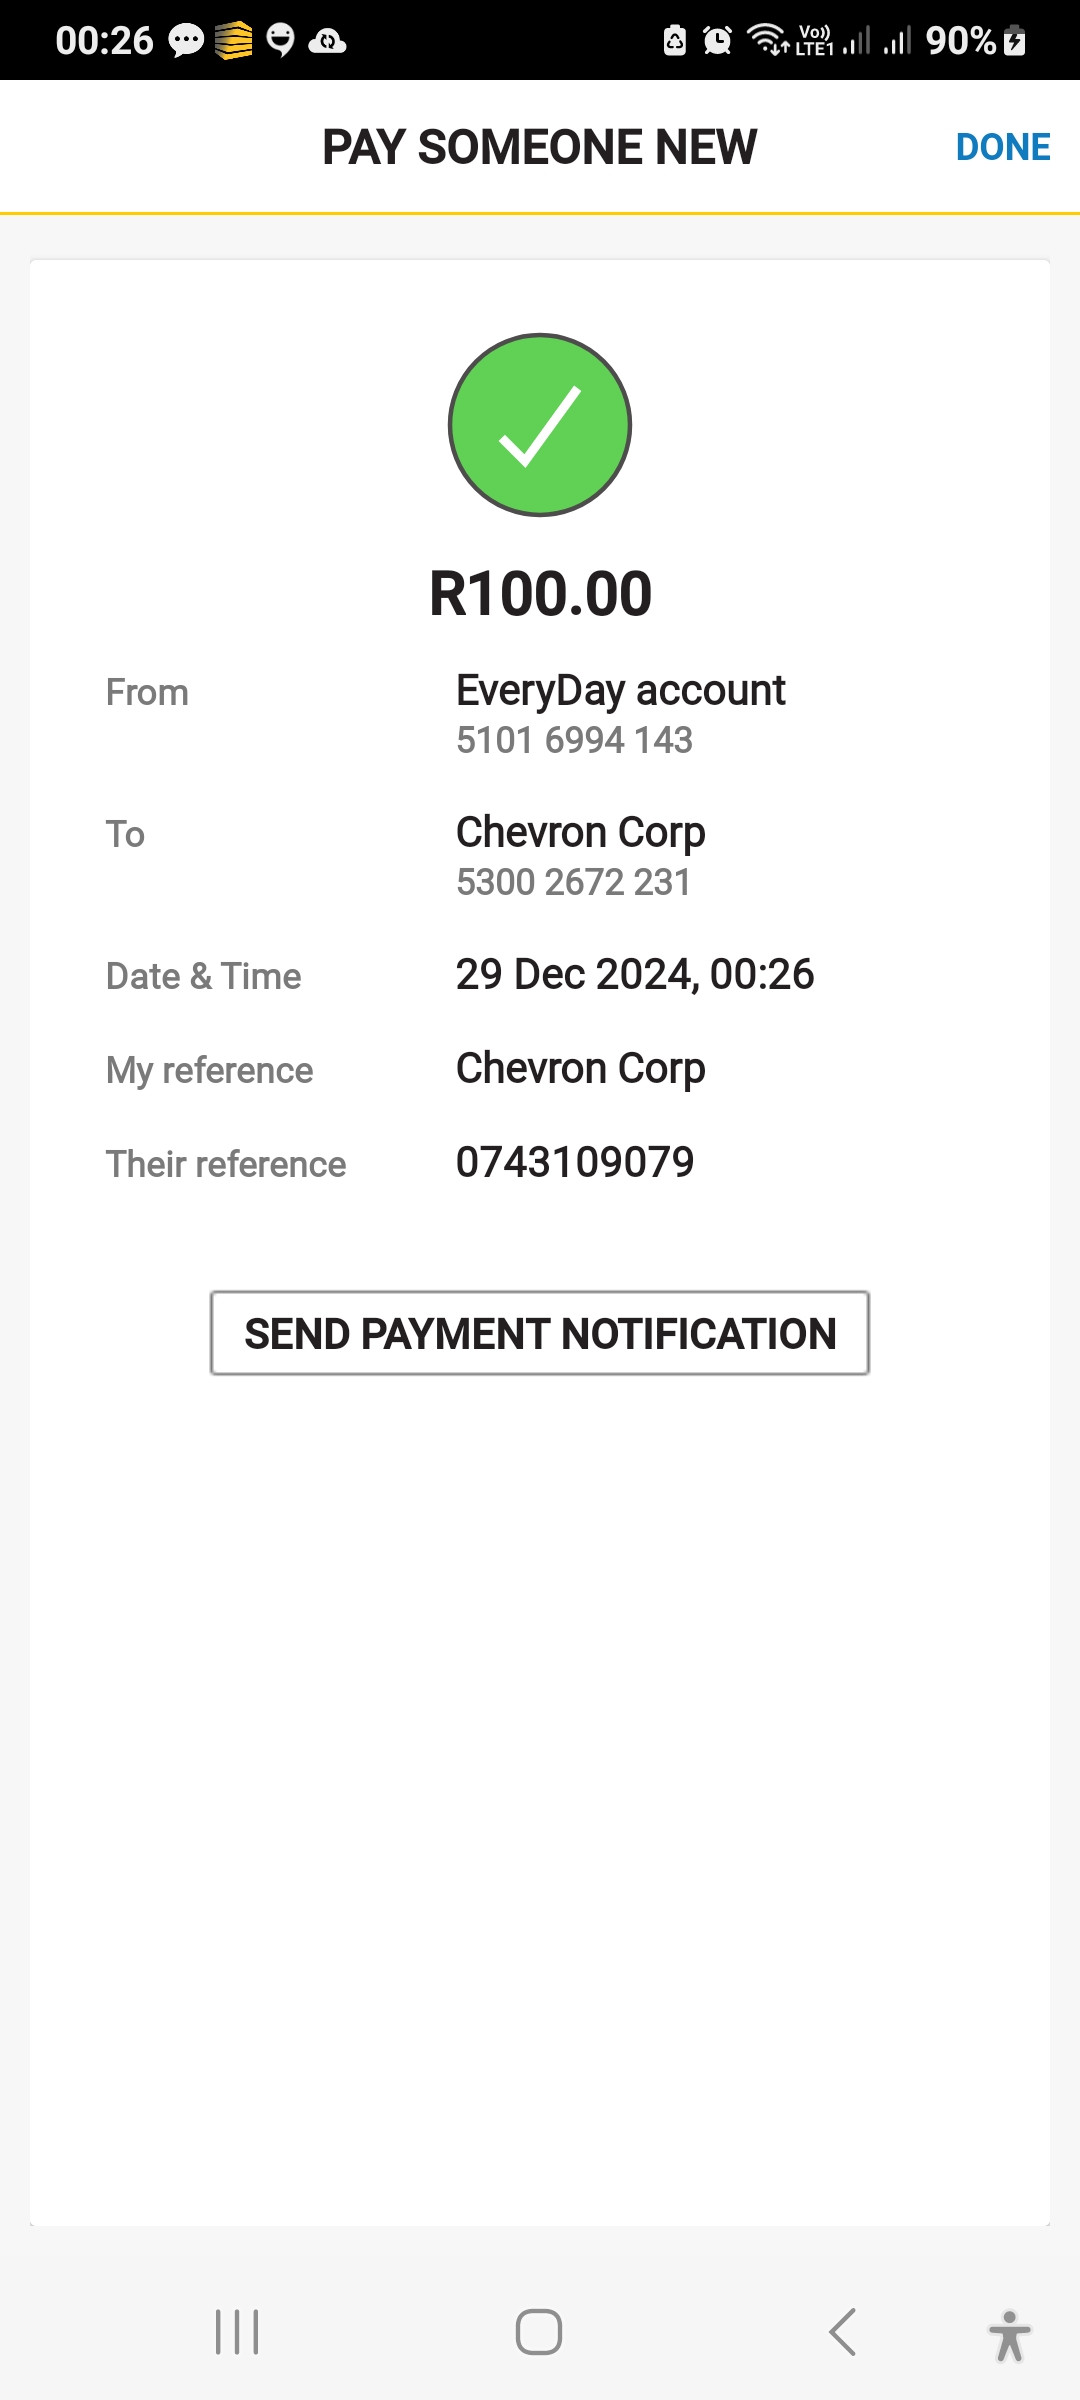 00:26
Vo))
LTE1
90%
PAY SOMEONE NEW
DONE
R100.00
From
EveryDay account
5101 6994 143
To
Chevron Corp
5300 2672 231
Date & Time
29 Dec 2024, 00:26
My reference
Chevron Corp
Their reference
0743109079
SEND PAYMENT NOTIFICATION